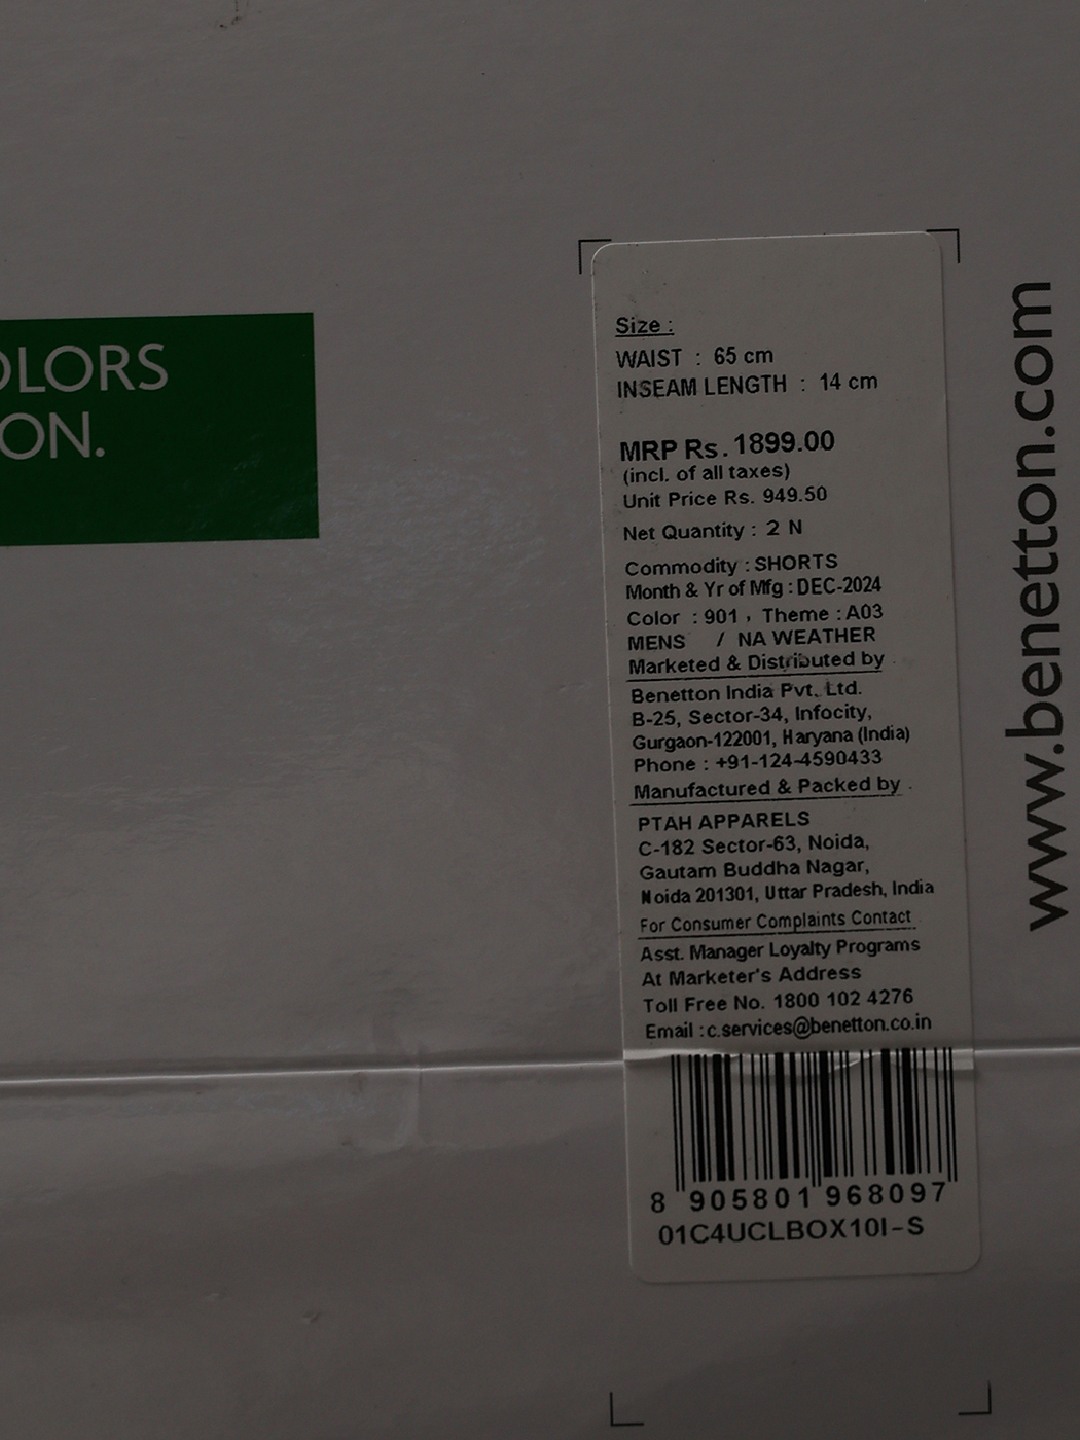 OLORS
ON.
Size :
WAIST : 65 cm
INSEAM LENGTH : 14 cm
MRP Rs. 1899.00
(incl. of all taxes)
Unit Price Rs. 949.50
Net Quantity : 2 N
Commodity : SHORTS
Month & Yr of Mfg : DEC-2024
Color : 901 , Theme : A03
MENS / NA WEATHER
Marketed & Distributed by
Benetton India Pvt. Ltd.
B-25, Sector-34, Infocity,
Gurgaon-122001, Haryana (India)
Phone : +91-124-4590433
Manufactured & Packed by
PTAH APPARELS
C-182 Sector-63, Noida,
Gautam Buddha Nagar,
Noida 201301, Uttar Pradesh, India
For Consumer Complaints Contact
Asst. Manager Loyalty Programs
At Marketer's Address
Toll Free No. 1800 102 4276
Email : c.services@benetton.co.in
8 905801 968097
01C4UCLBOX10I-S
www.benetton.com